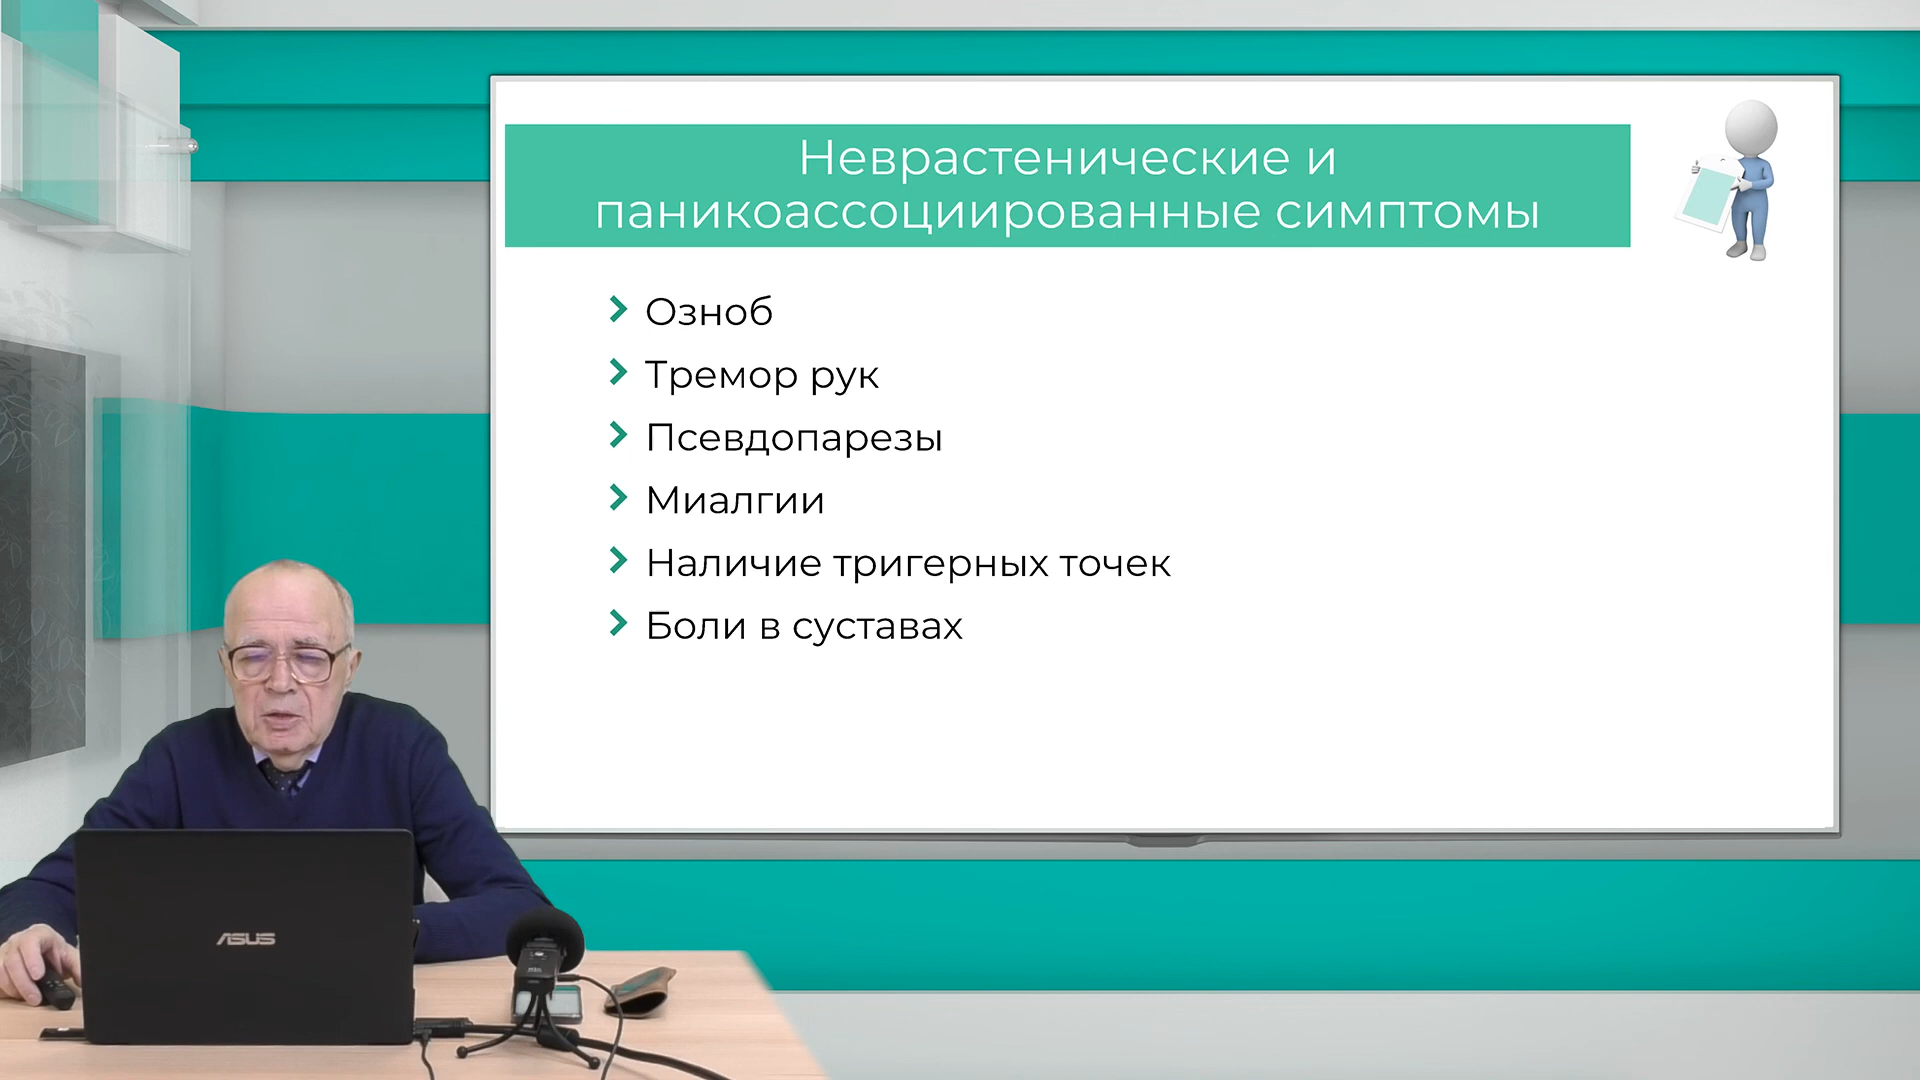 Неврастенические и
паникоассоциированные симптомы
Озноб
Тремор рук
Псевдопарезы
Миалгии
Наличие тригерных точек
Боли в суставах
ASUS